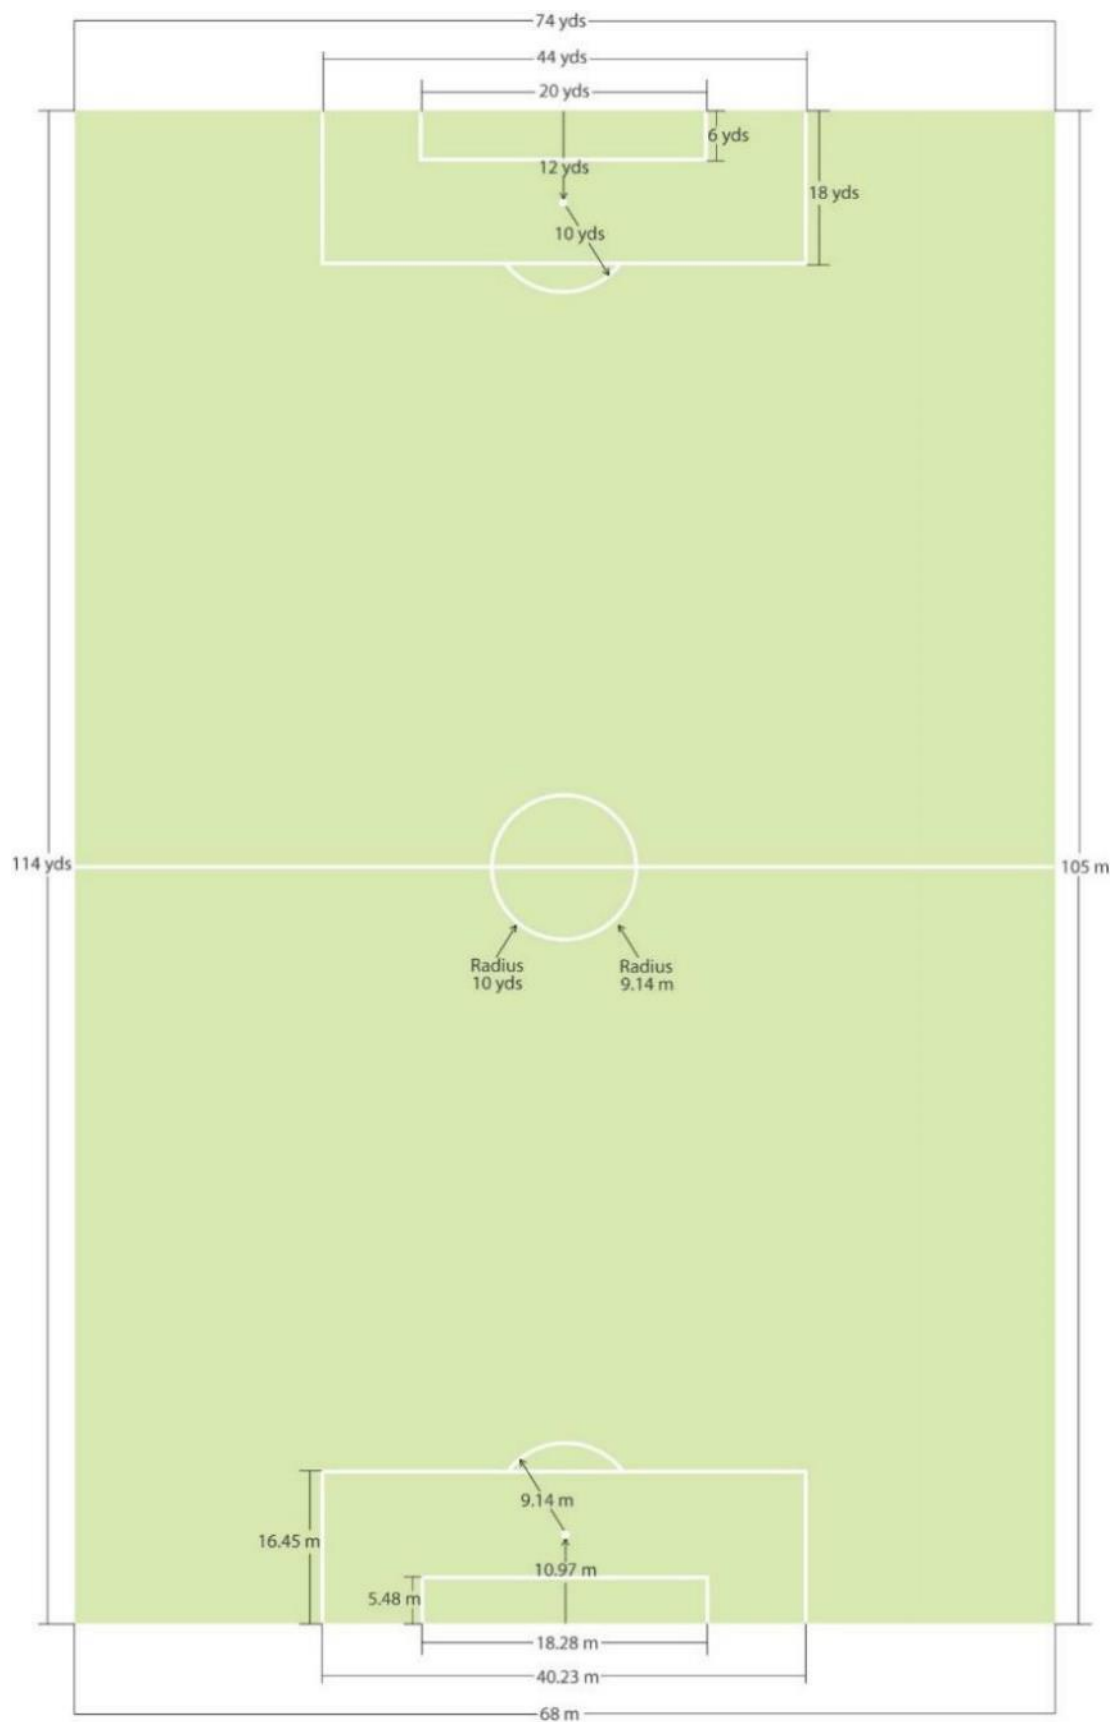 74 yds
44 yds
20 yds
6 yds
12 yds
18 yds
10 yds
114 yds
105 m
Radius
10 yds
Radius
9.14 m
9.14 m
16.45 m
10.97 m
5.48 m
18.28 m
40.23 m
68 m